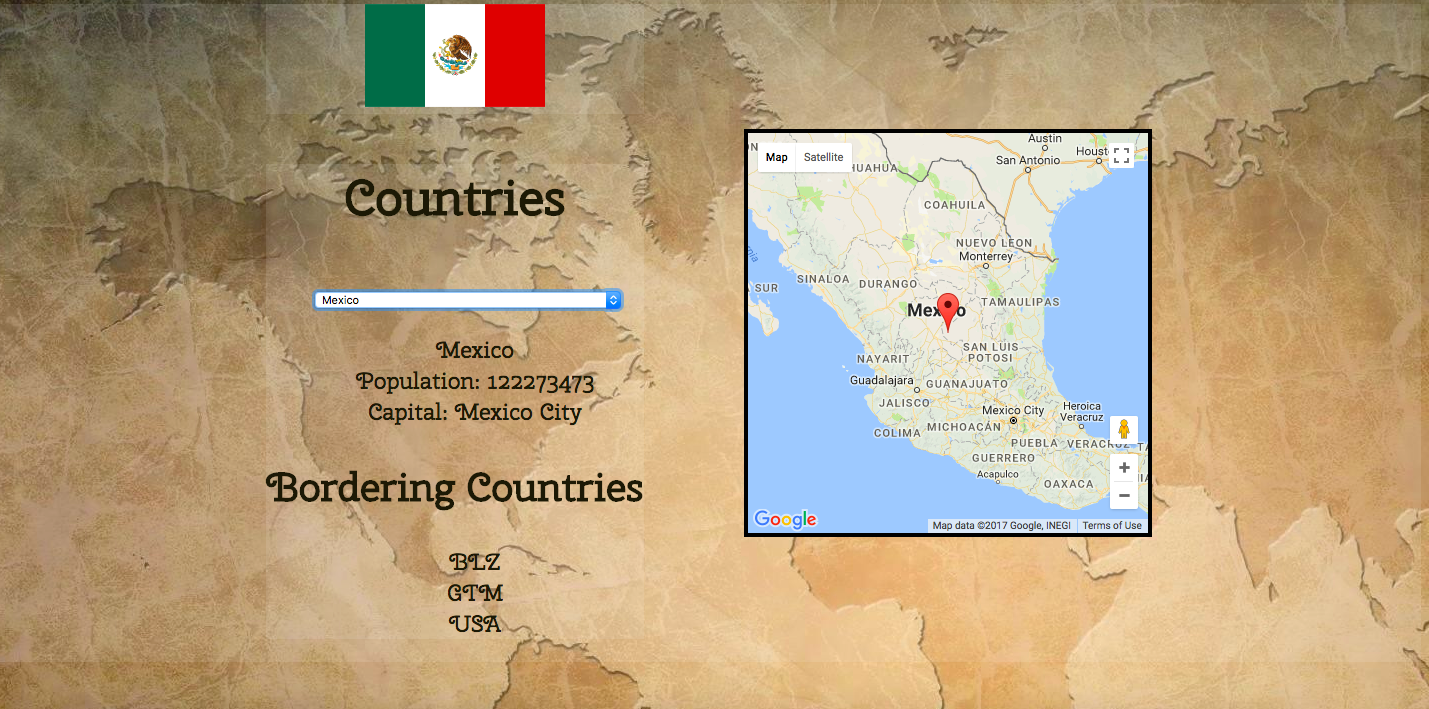 Countries
Mexico
Mexico
Population: 122273473
Capital: Mexico City
Bordering Countries
BLZ
GTM
USA
Map Satellite
HUAHUA
Austin
San Antonio
Houst
COAHUILA
NUEVO LEON
Monterrey
SUR
SINALOA
DURANGO
Mexico
TAMAULIPAS
SAN LUIS
POTOSI
NAYARIT
Guadalajara
GUANAJUATO
JALISCO
Mexico City
Heroica
Veracruz
COLIMA
MICHOACÁN
PUEBLA
VERACRUZ
GUERRERO
Acapulco
OAXACA
Google
Map data ©2017 Google, INEGI
Terms of Use